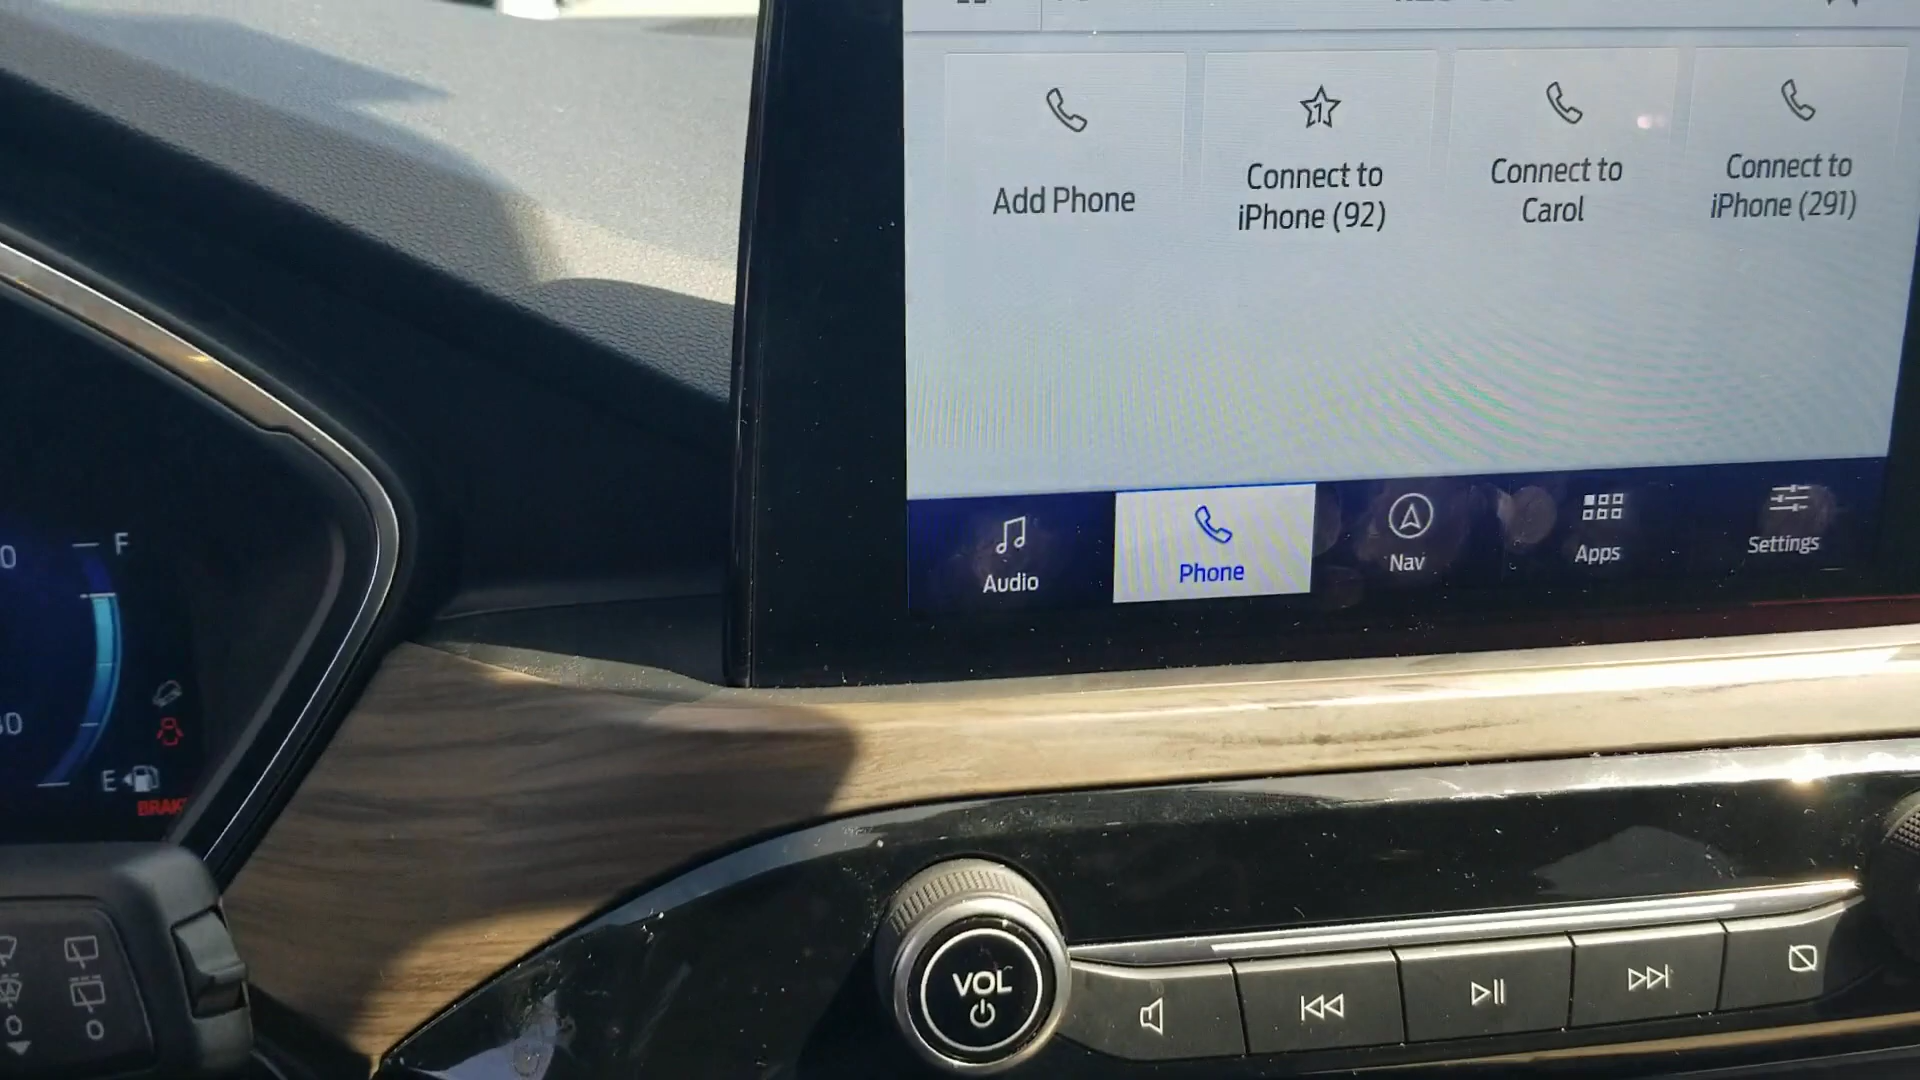 Add Phone
Connect to
iPhone (92)
Connect to
Carol
Connect to
iPhone (291)
Audio
Phone
Nav
Apps
Settings
F
E
VOL